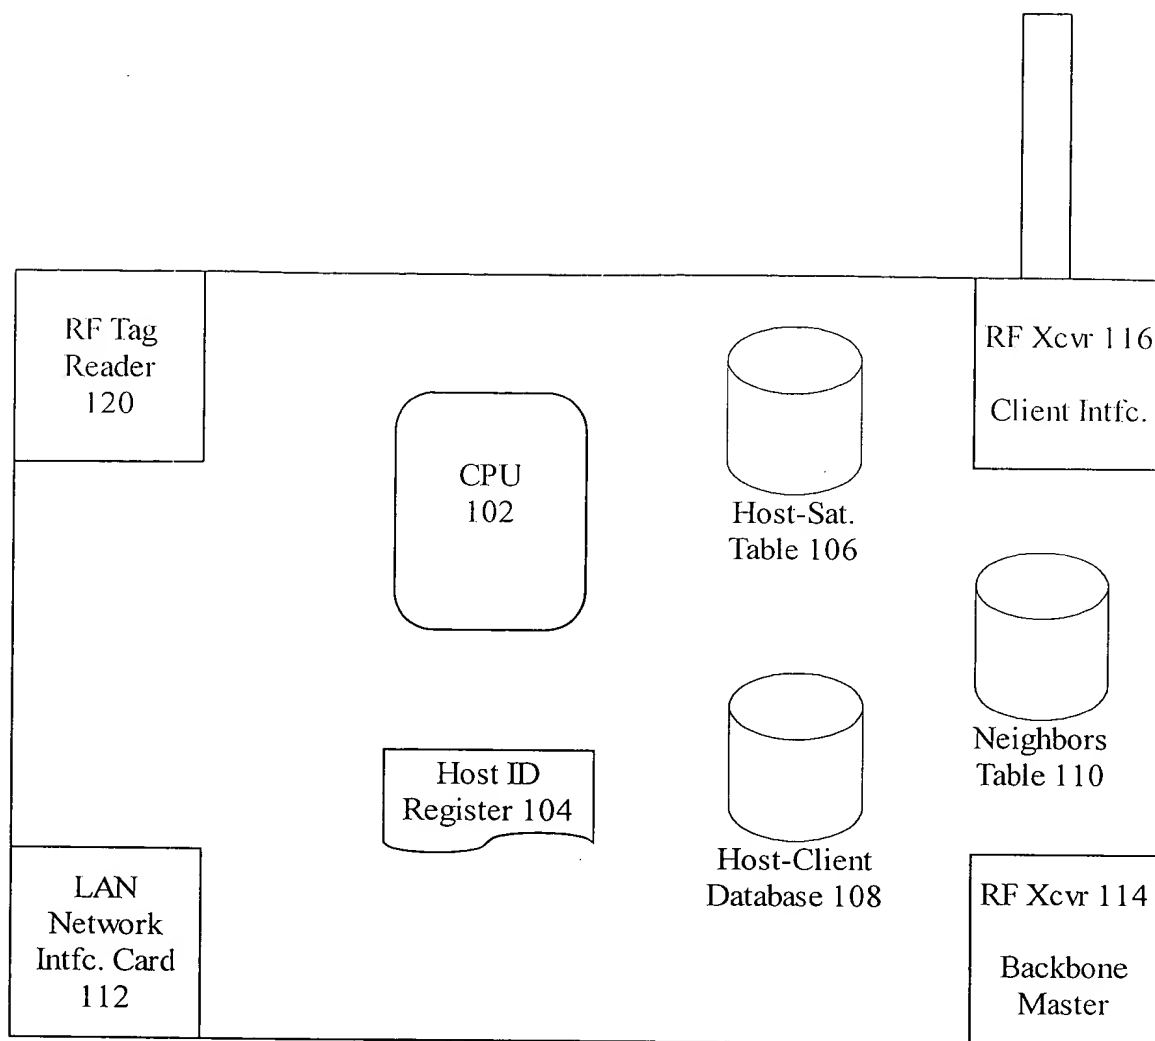 RF Tag
Reader
120
RF Xcvr 116
Client Intfc.
CPU
102
Host-Sat.
Table 106
Neighbors
Table 110
Host ID
Register 104
Host-Client
Database 108
LAN
Network
Intfc. Card
112
RF Xcvr 114
Backbone
Master